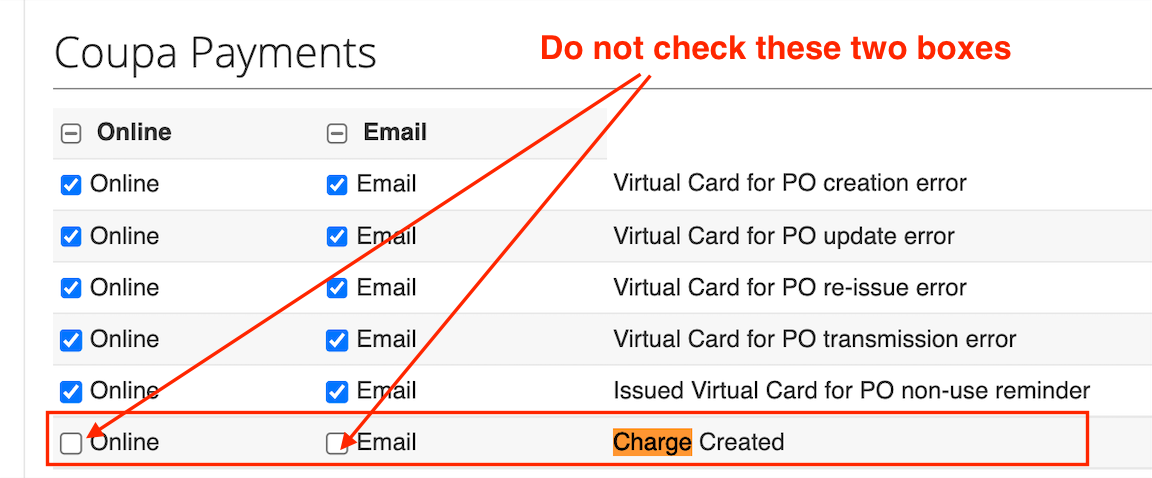 Coupa Payments
Do not check these two boxes
Online Email
Online Email Virtual Card for PO creation error
Online Email Virtual Card for PO update error
Online Email Virtual Card for PO re-issue error
Online Email Virtual Card for PO transmission error
Online Email Issued Virtual Card for PO non-use reminder
Online Email Charge Created